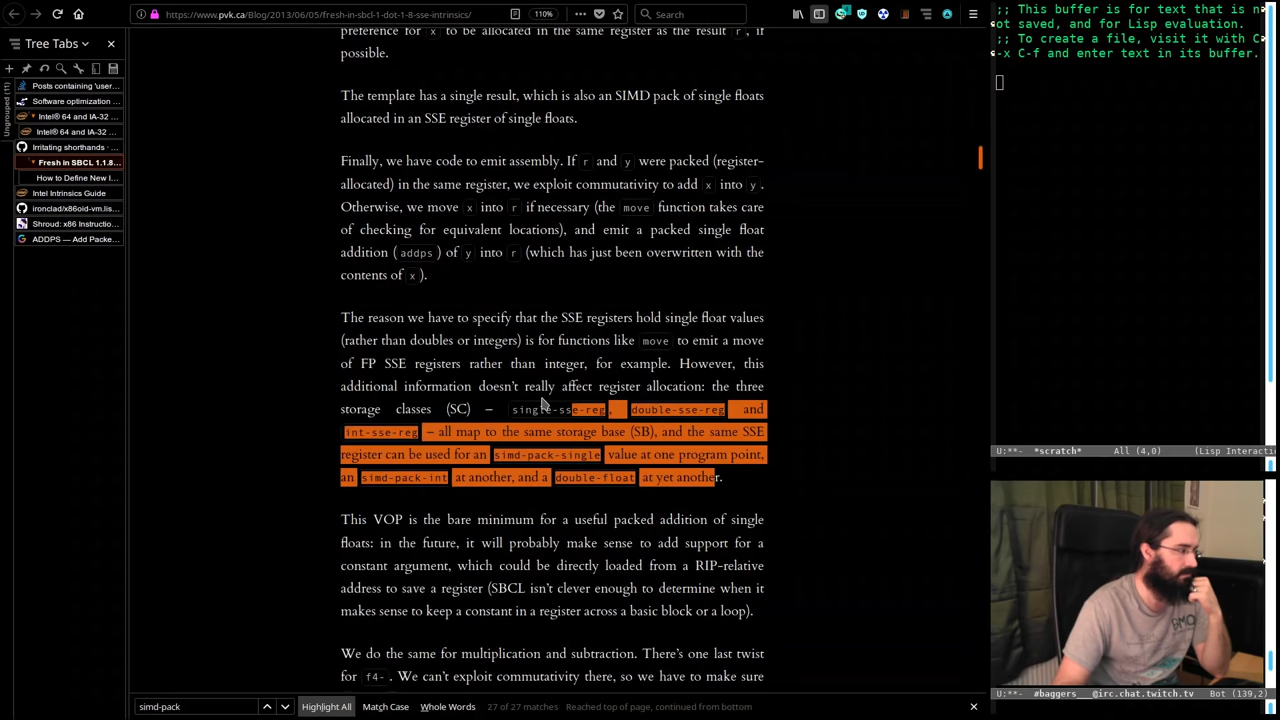 https://www.pvk.ca/Blog/2013/06/05/fresh-in-sbcl-1-dot-1-8-sse-intrinsics/
110%
Search
Tree Tabs
Ungrouped (11)
Posts containing 'user...
Software optimization ...
Intel® 64 and IA-32 ...
Intel® 64 and IA-32 ...
Irritating shorthands · ...
Fresh in SBCL 1.1.8...
How to Define New I...
Intel Intrinsics Guide
ironclad/x86oid-vm.lis...
Shroud: x86 Instructio...
ADDPS — Add Packe...
preference for x to be allocated in the same register as the result r, if
possible.
The template has a single result, which is also an SIMD pack of single floats
allocated in an SSE register of single floats.
Finally, we have code to emit assembly. If r and y were packed (register-
allocated) in the same register, we exploit commutativity to add x into y.
Otherwise, we move x into r if necessary (the move function takes care
of checking for equivalent locations), and emit a packed single float
addition (addps) of y into r (which has just been overwritten with the
contents of x).
The reason we have to specify that the SSE registers hold single float values
(rather than doubles or integers) is for functions like move to emit a move
of FP SSE registers rather than integer, for example. However, this
additional information doesn't really affect register allocation: the three
storage classes (SC) – single-sse-reg, double-sse-reg and
int-sse-reg – all map to the same storage base (SB), and the same SSE
register can be used for an simd-pack-single value at one program point,
an simd-pack-int at another, and a double-float at yet another.
This VOP is the bare minimum for a useful packed addition of single
floats: in the future, it will probably make sense to add support for a
constant argument, which could be directly loaded from a RIP-relative
address to save a register (SBCL isn't clever enough to determine when it
makes sense to keep a constant in a register across a basic block or a loop).
We do the same for multiplication and subtraction. There's one last twist
for f4-. We can't exploit commutativity there, so we have to make sure
simd-pack
Highlight All
Match Case
Whole Words
27 of 27 matches
Reached top of page, continued from bottom
;; This buffer is for text that is n
ot saved, and for Lisp evaluation.
;; To create a file, visit it with C
-x C-f and enter text in its buffer.
U:**- *scratch* All (4,0) (Lisp Interacti
U:**- #baggers___@irc.chat.twitch.tv Bot (139,2)